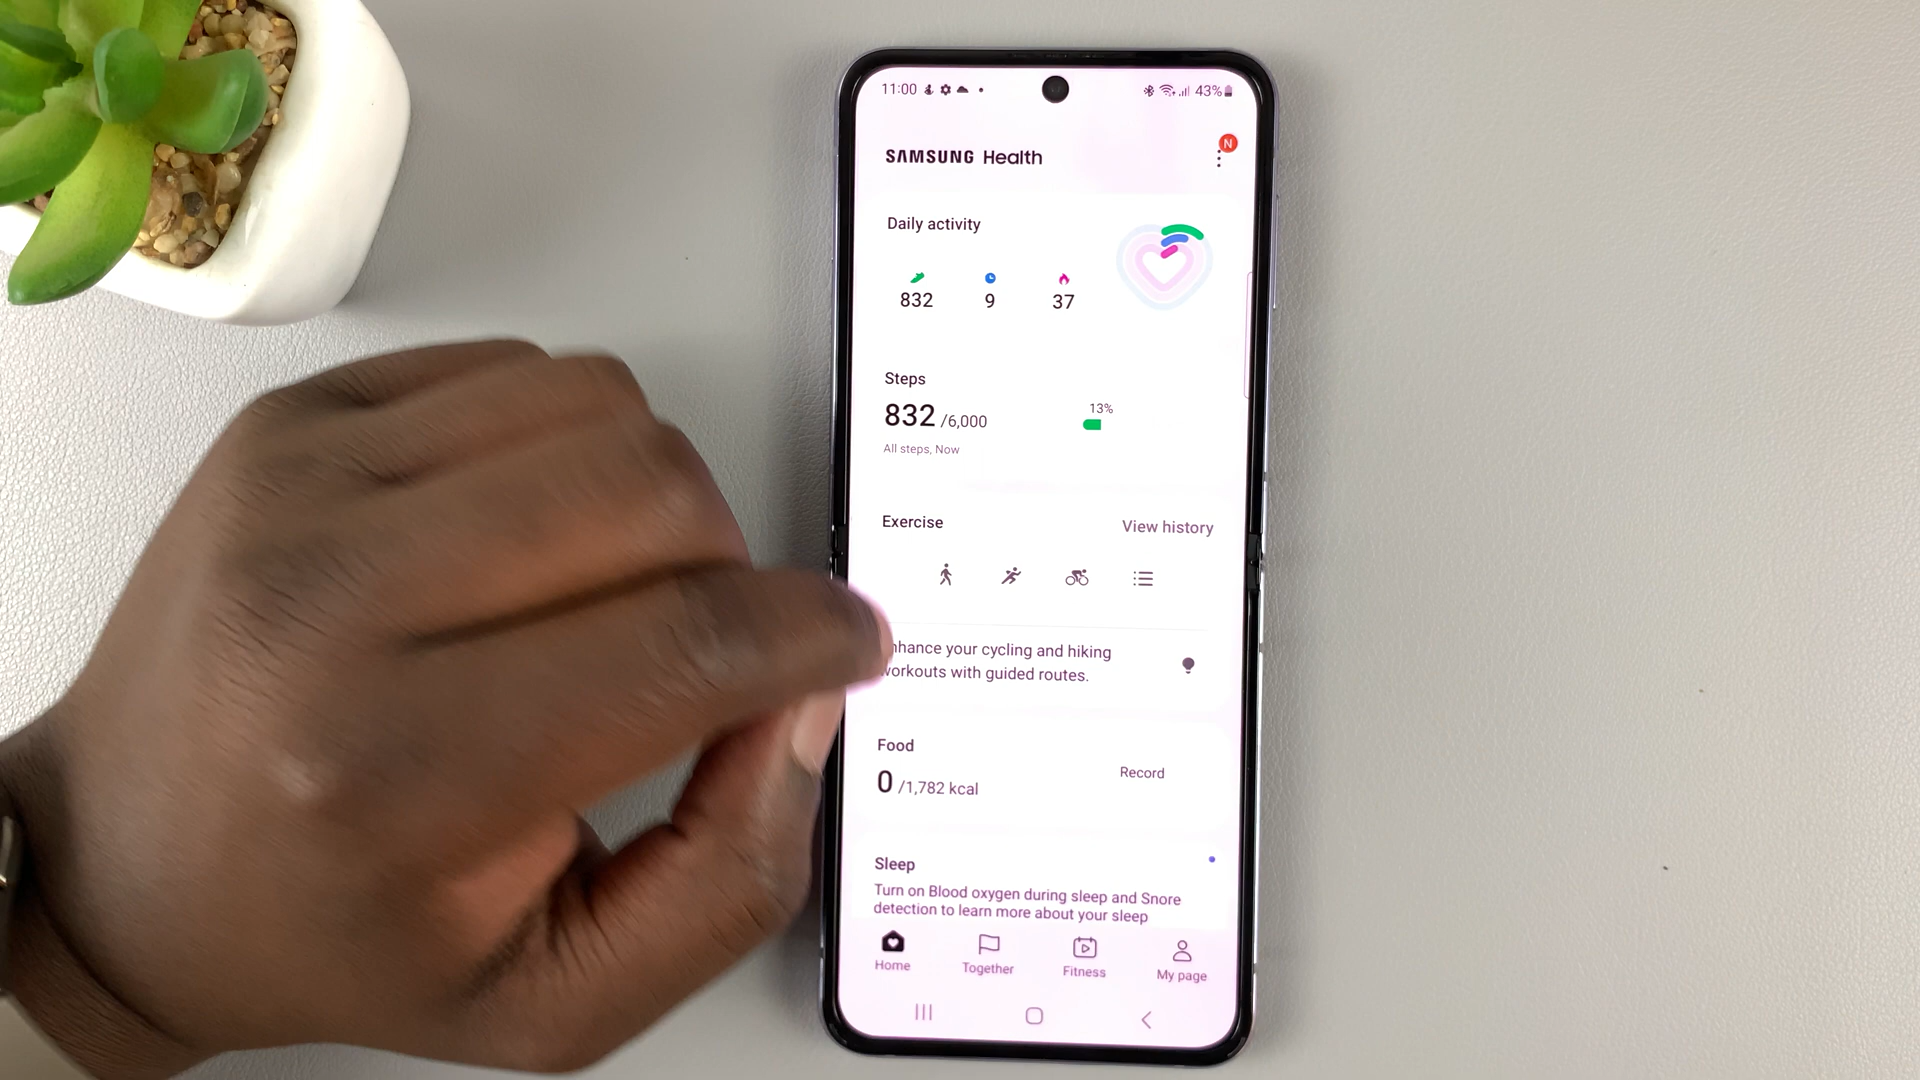 11:00
43%
N
SAMSUNG Health
Daily activity
832 9 37
Steps
832 /6,000
13%
All steps, Now
Exercise
View history
nhance your cycling and hiking
workouts with guided routes.
Food
0 /1,782 kcal
Record
Sleep
Turn on Blood oxygen during sleep and Snore
detection to learn more about your sleep
Home Together Fitness My page